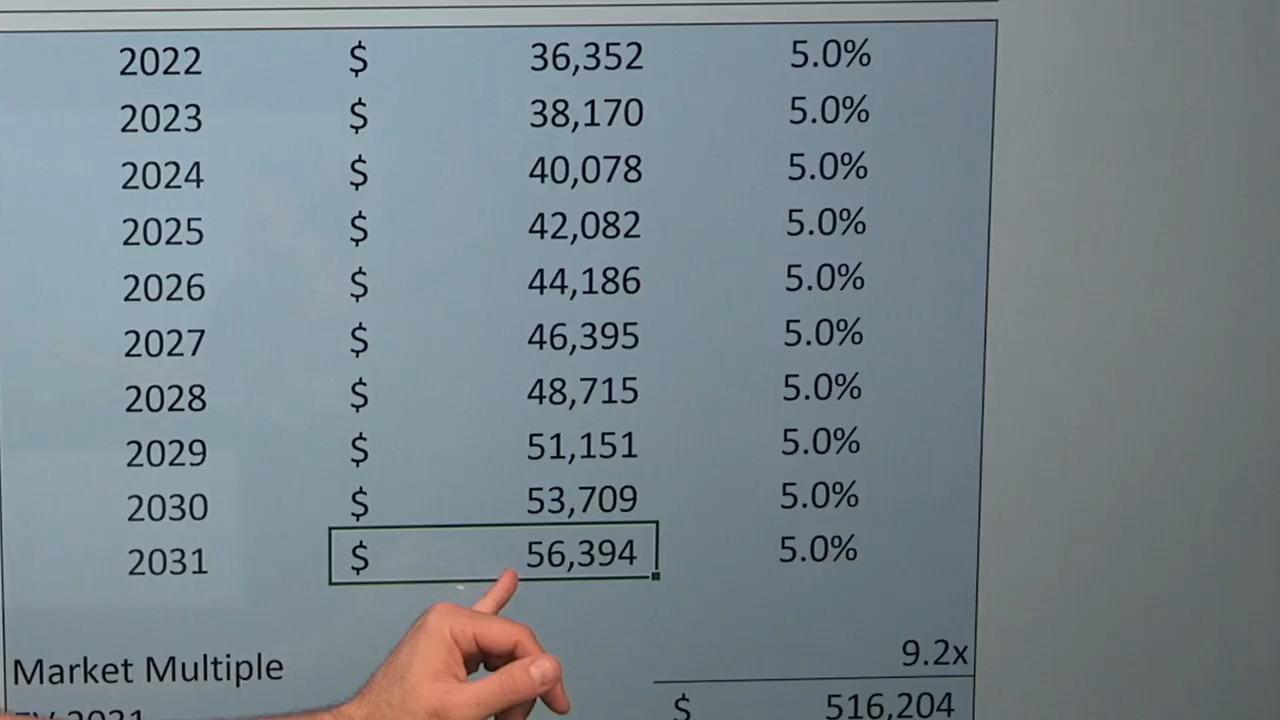 2022 $ 36,352 5.0%
2023 $ 38,170 5.0%
2024 $ 40,078 5.0%
2025 $ 42,082 5.0%
2026 $ 44,186 5.0%
2027 $ 46,395 5.0%
2028 $ 48,715 5.0%
2029 $ 51,151 5.0%
2030 $ 53,709 5.0%
2031 $ 56,394 5.0%
Market Multiple 9.2x
2031 $ 516,204